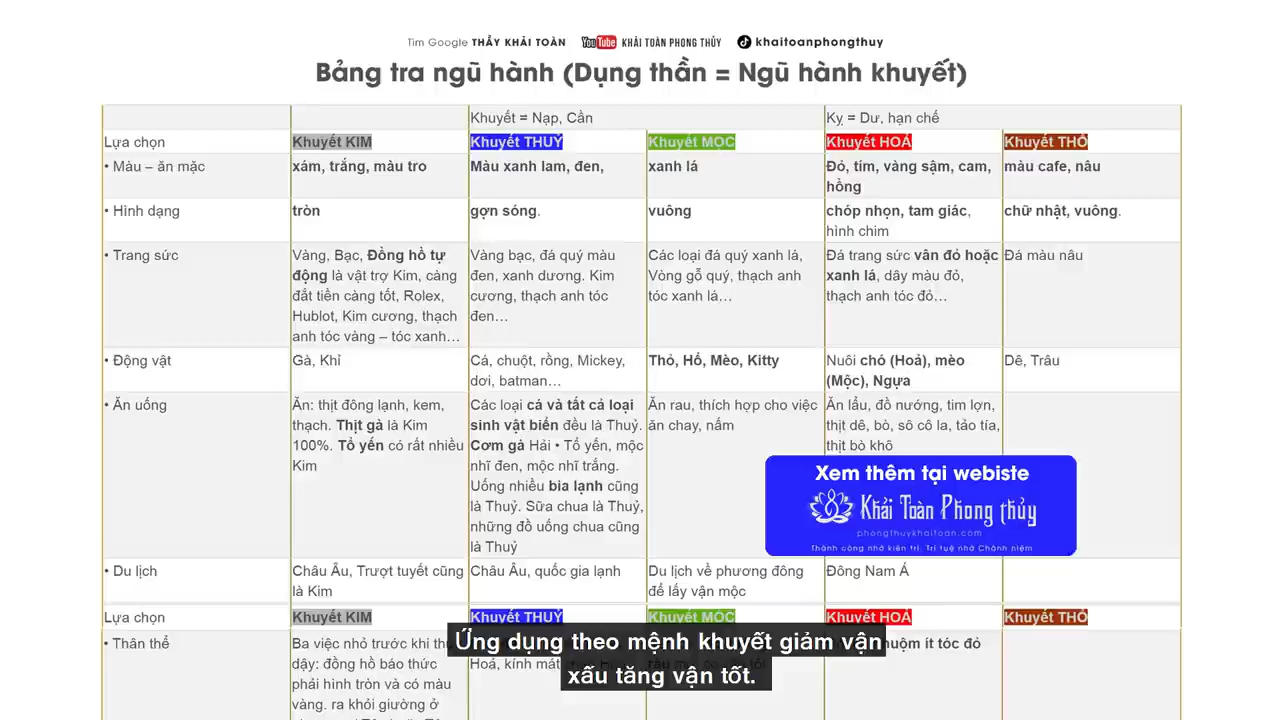 Tìm Google THẦY KHẢI TOÀN YouTube KHẢI TOÀN PHONG THỦY khaitoanphongthuy
Bảng tra ngũ hành (Dụng thần = Ngũ hành khuyết)
Khuyết = Nạp, Cần
Kỵ = Dư, hạn chế
Lựa chọn
Khuyết KIM
Khuyết THUỶ
Khuyết MỘC
Khuyết HOẢ
Khuyết THỔ
• Màu – ăn mặc
xám, trắng, màu tro
Màu xanh lam, đen,
xanh lá
Đỏ, tím, vàng sậm, cam,
hồng
màu cafe, nâu
• Hình dạng
tròn
gợn sóng.
vuông
chóp nhọn, tam giác,
hình chim
chữ nhật, vuông.
• Trang sức
Vàng, Bạc, Đồng hồ tự
động là vật trợ Kim, càng
đắt tiền càng tốt, Rolex,
Hublot, Kim cương, thạch
anh tóc vàng – tóc xanh…
Vàng bạc, đá quý màu
đen, xanh dương. Kim
cương, thạch anh tóc
đen…
Các loại đá quý xanh lá,
Vòng gỗ quý, thạch anh
tóc xanh lá…
Đá trang sức vân đỏ hoặc
xanh lá, dây màu đỏ,
thạch anh tóc đỏ…
Đá màu nâu
• Động vật
Gà, Khỉ
Cá, chuột, rồng, Mickey,
dơi, batman…
Thỏ, Hổ, Mèo, Kitty
Nuôi chó (Hoả), mèo
(Mộc), Ngựa
Dê, Trâu
• Ăn uống
Ăn: thịt đông lạnh, kem,
thạch. Thịt gà là Kim
100%. Tổ yến có rất nhiều
Kim
Các loại cá và tất cả loại
sinh vật biển đều là Thuỷ.
Cơm gà Hải • Tổ yến, mộc
nhĩ đen, mộc nhĩ trắng.
Uống nhiều bia lạnh cũng
là Thuỷ. Sữa chua là Thuỷ,
những đồ uống chua cũng
là Thuỷ
Ăn rau, thích hợp cho việc
ăn chay, nấm
Ăn lẩu, đồ nướng, tim lợn,
thịt dê, bò, sô cô la, tảo tía,
thịt bò khô
Xem thêm tại webiste
Khải Toàn Phong thủy
phongthuykhaitoan.com
Thành công nhờ kiên trì, Trí tuệ nhờ Chánh niệm
• Du lịch
Châu Âu, Trượt tuyết cũng
là Kim
Châu Âu, quốc gia lạnh
Du lịch về phương đông
để lấy vận mộc
Đông Nam Á
Lựa chọn
Khuyết KIM
Khuyết THUỶ
Khuyết MỘC
Khuyết HOẢ
Khuyết THỔ
• Thân thể
Ba việc nhỏ trước khi
dậy: đồng hồ báo thức
phải hình tròn và có màu
vàng. ra khỏi giường ở
Hoả, kính mát
nhuộm ít tóc đỏ
Ứng dụng theo mệnh khuyết giảm vận
xấu tăng vận tốt.